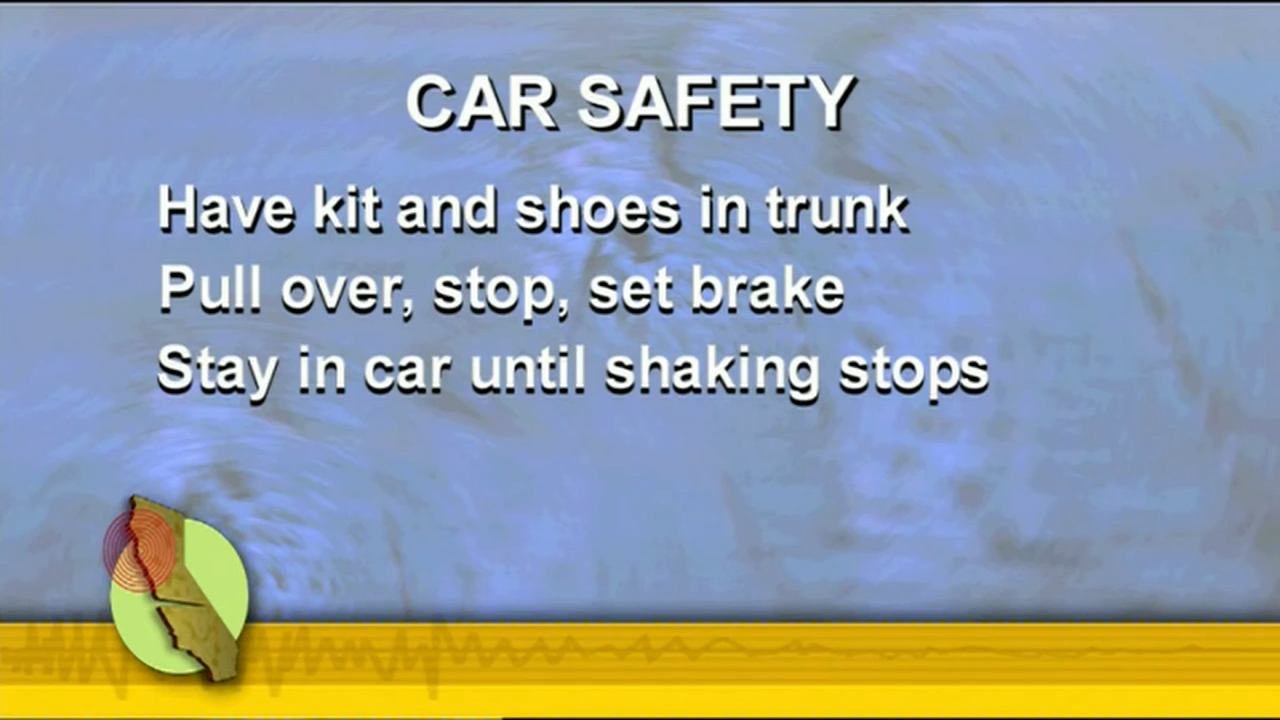 CAR SAFETY
Have kit and shoes in trunk
Pull over, stop, set brake
Stay in car until shaking stops